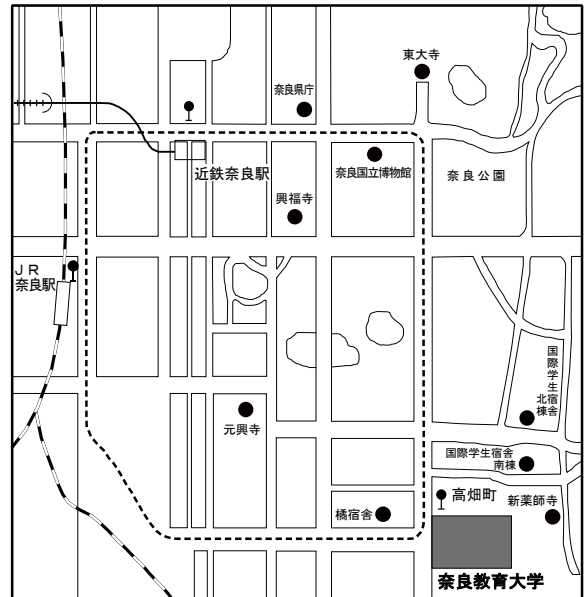 東大寺
奈良県庁
近鉄奈良駅
奈良国立博物館
奈良公園
興福寺
ＪＲ
奈良駅
国際学生
北宿
棟舎
元興寺
国際学生宿舎
南棟
高畑町
新薬師寺
橘宿舎
奈良教育大学